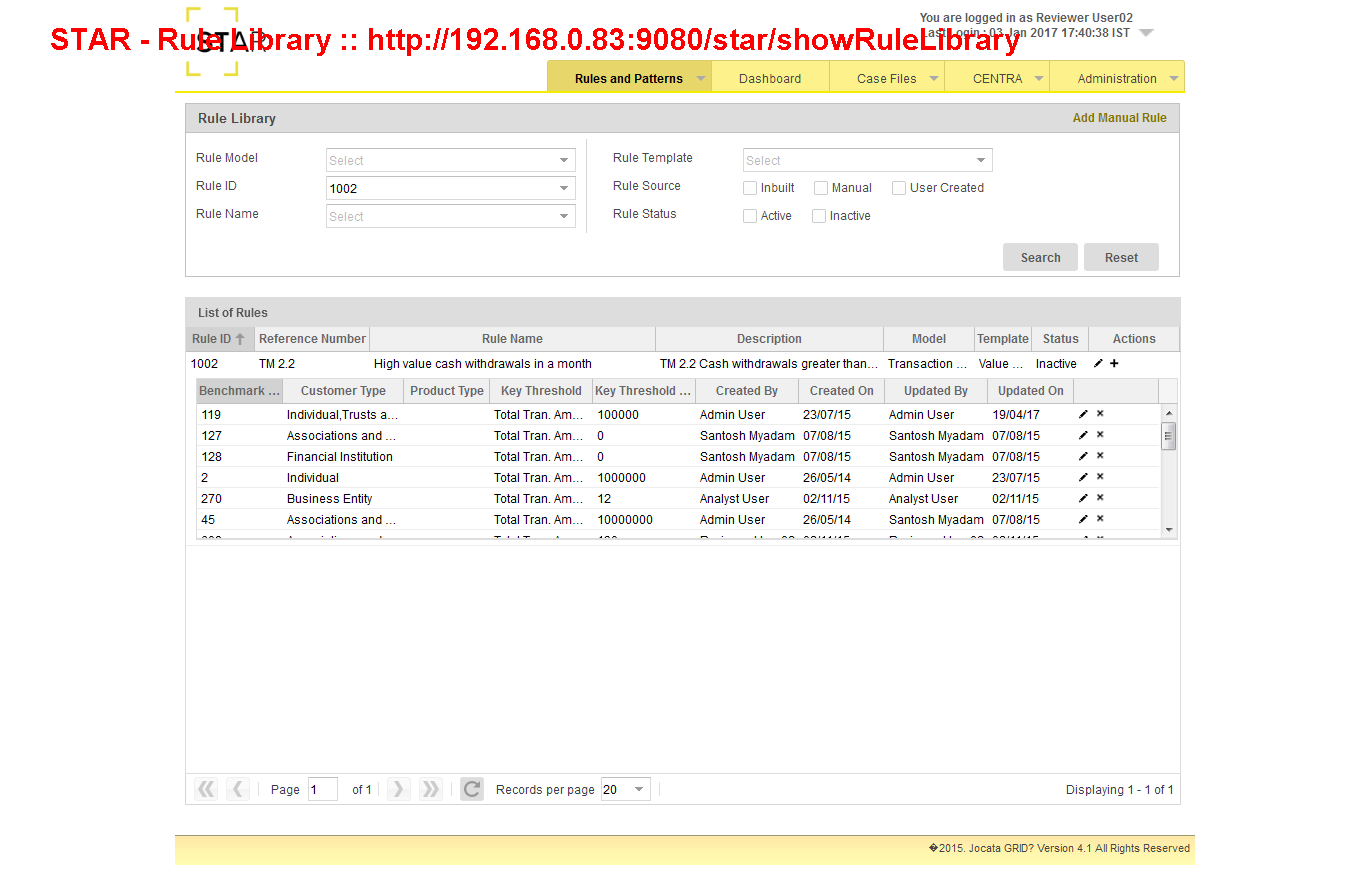 You are logged in as Reviewer User02
STAR - Rule Library :: http://192.168.0.83:9080/star/showRuleLibrary
STAR
Last Login : 03 Jan 2017 17:40:38 IST
Rules and Patterns Dashboard Case Files CENTRA Administration
Rule Library Add Manual Rule
Rule Model Select Rule Template Select
Rule ID 1002 Rule Source Inbuilt Manual User Created
Rule Name Select Rule Status Active Inactive
Search Reset
List of Rules
Rule ID Reference Number Rule Name Description Model Template Status Actions
1002 TM 2.2 High value cash withdrawals in a month TM 2.2 Cash withdrawals greater than... Transaction ... Value ... Inactive
Benchmark ... Customer Type Product Type Key Threshold Key Threshold ... Created By Created On Updated By Updated On
119 Individual,Trusts a... Total Tran. Am... 100000 Admin User 23/07/15 Admin User 19/04/17
127 Associations and ... Total Tran. Am... 0 Santosh Myadam 07/08/15 Santosh Myadam 07/08/15
128 Financial Institution Total Tran. Am... 0 Santosh Myadam 07/08/15 Santosh Myadam 07/08/15
2 Individual Total Tran. Am... 1000000 Admin User 26/05/14 Admin User 23/07/15
270 Business Entity Total Tran. Am... 12 Analyst User 02/11/15 Analyst User 02/11/15
45 Associations and ... Total Tran. Am... 10000000 Admin User 26/05/14 Santosh Myadam 07/08/15
Page 1 of 1 Records per page 20 Displaying 1 - 1 of 1
�2015. Jocata GRID? Version 4.1 All Rights Reserved